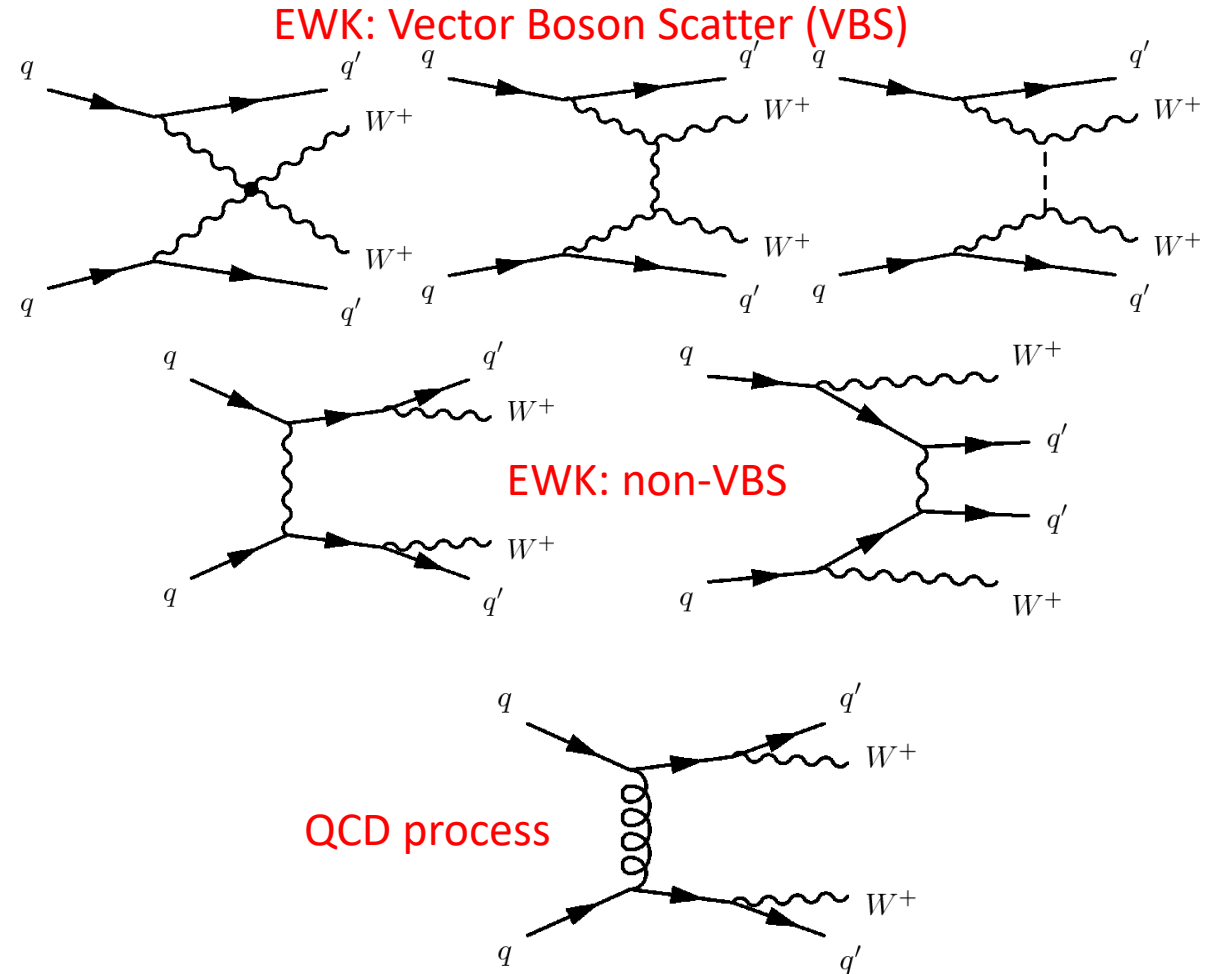 EWK: Vector Boson Scatter (VBS)
q q′ q q′ q q′
W⁺ W⁺ W⁺
W⁺ W⁺ W⁺
q q′ q q′ q q′
q q′ q W⁺
W⁺ q′
EWK: non-VBS
W⁺ q′
q q′ q W⁺
q q′
W⁺
QCD process
W⁺
q q′